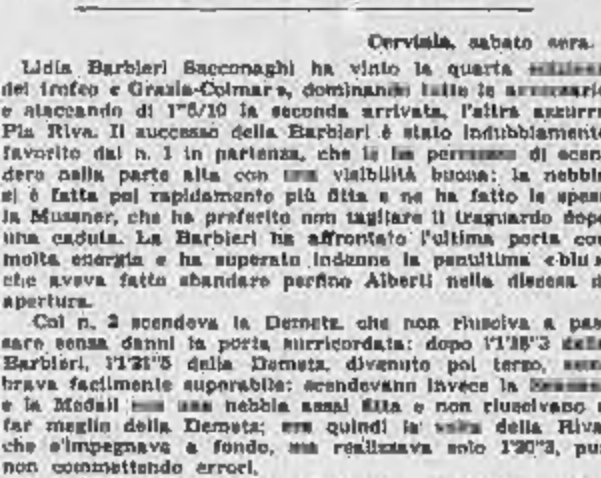 Cervinia, sabato sera.
Lidia Barbieri Sacconaghi ha vinto la quarta
del trofeo « Grazia-Colmar », dominando tutte le avversarie
e staccando di 1"6/10 la seconda arrivata, l'altra azzurra
Pia Riva. Il successo della Barbieri è stato indubbiamente
favorito dal n. 1 in partenza, che le ha permesso di scen-
dere nella parte alta con una visibilità buona; la nebbia
si è fatta poi rapidamente più fitta e ne ha fatto le spese
la Mussner, che ha preferito non tagliare il traguardo dopo
una caduta. La Barbieri ha affrontato l'ultima porta con
molta energia e ha superato indenne la penultima «blu»
che aveva fatto sbandare perfino Alberti nella discesa di
apertura.
Col n. 2 scendeva la Demetz, che non riusciva a pas-
sare senza danni la porta surricordata; dopo
Barbieri, 1'21"5 della Demetz, divenuto poi terzo,
brava facilmente superabile; scendevano invece la
e la Medail nebbia assai fitta e non riuscivano a
far meglio della Demetz; era quindi la volta della Riva,
che s'impegnava a fondo, ma realizzava solo 1'20"3, pur
non commettendo errori.